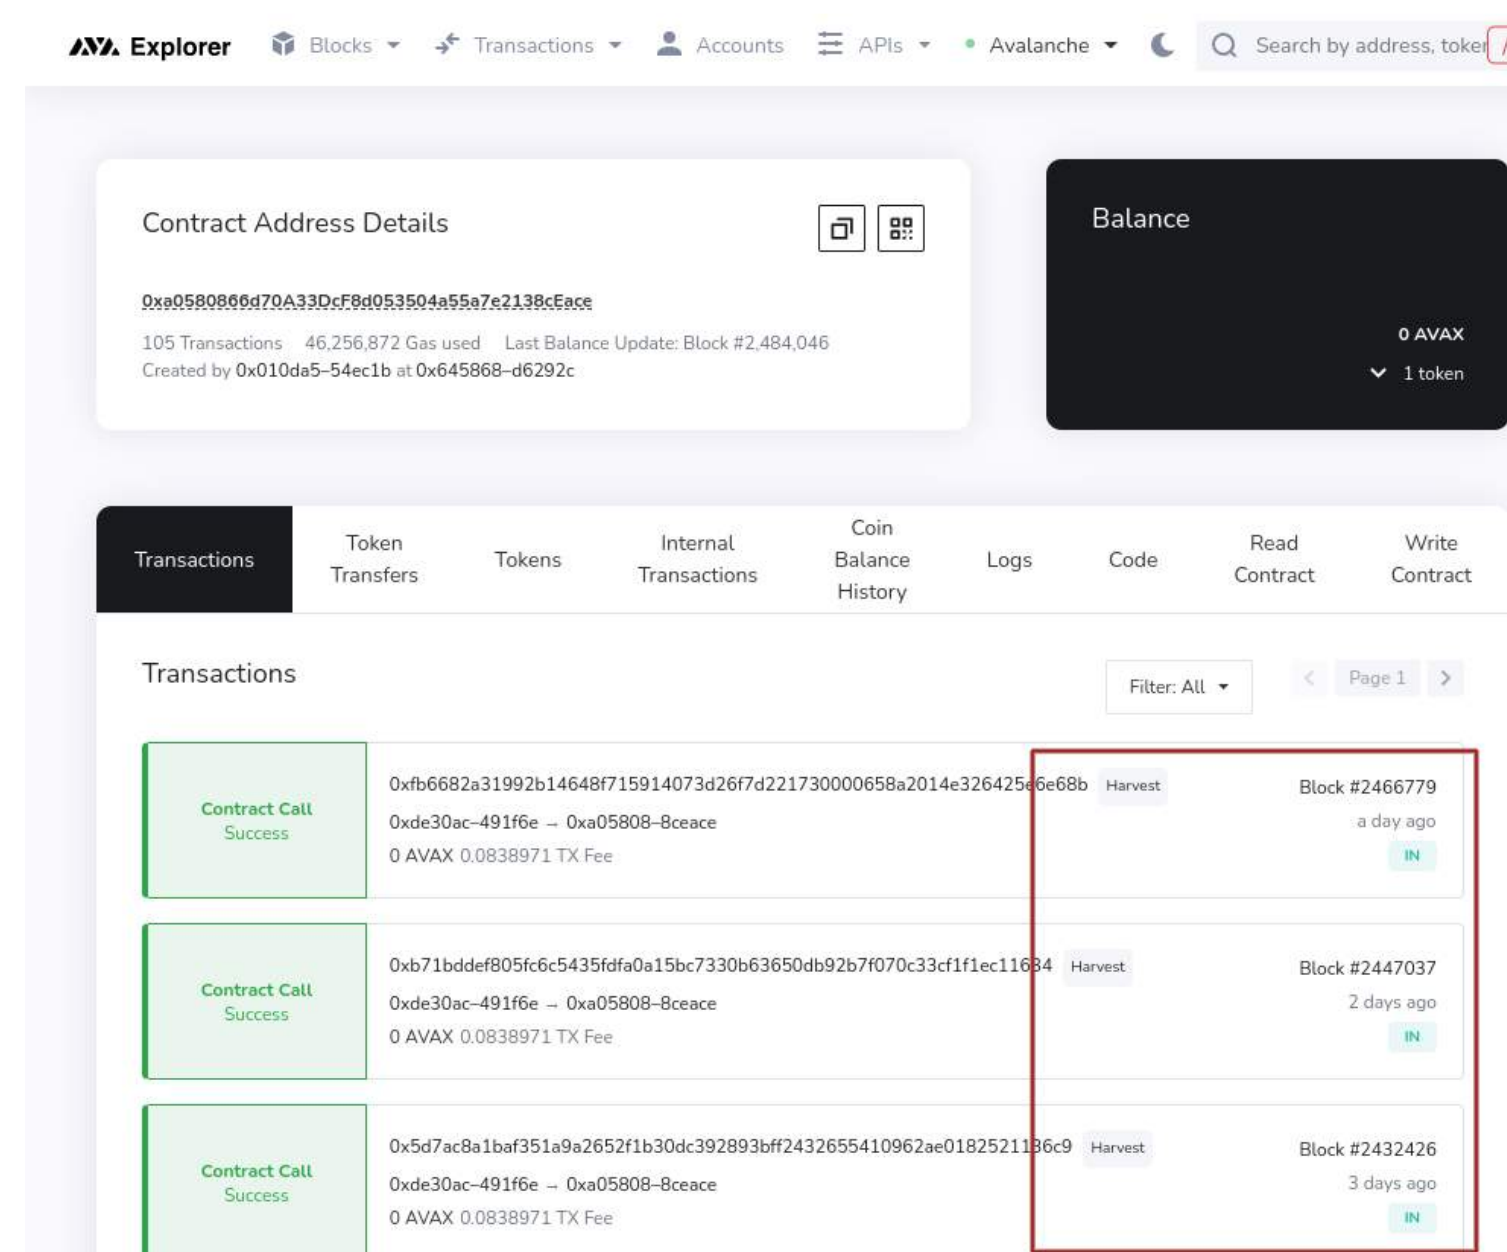 AVA Explorer Blocks Transactions Accounts APIs Avalanche Search by address, token /
Contract Address Details
0xa0580866d70A33DcF8d053504a55a7e2138cEace
105 Transactions 46,256,872 Gas used Last Balance Update: Block #2,484,046
Created by 0x010da5–54ec1b at 0x645868–d6292c
Balance
0 AVAX
1 token
Transactions
Token
Transfers
Tokens
Internal
Transactions
Coin
Balance
History
Logs
Code
Read
Contract
Write
Contract
Transactions
Filter: All
Page 1
Contract Call
Success
0xfb6682a31992b14648f715914073d26f7d221730000658a2014e326425e6e68b Harvest
0xde30ac–491f6e → 0xa05808–8ceace
0 AVAX 0.0838971 TX Fee
Block #2466779
a day ago
IN
Contract Call
Success
0xb71bddef805fc6c5435fdfa0a15bc7330b63650db92b7f070c33cf1f1ec11634 Harvest
0xde30ac–491f6e → 0xa05808–8ceace
0 AVAX 0.0838971 TX Fee
Block #2447037
2 days ago
IN
Contract Call
Success
0x5d7ac8a1baf351a9a2652f1b30dc392893bff2432655410962ae0182521136c9 Harvest
0xde30ac–491f6e → 0xa05808–8ceace
0 AVAX 0.0838971 TX Fee
Block #2432426
3 days ago
IN